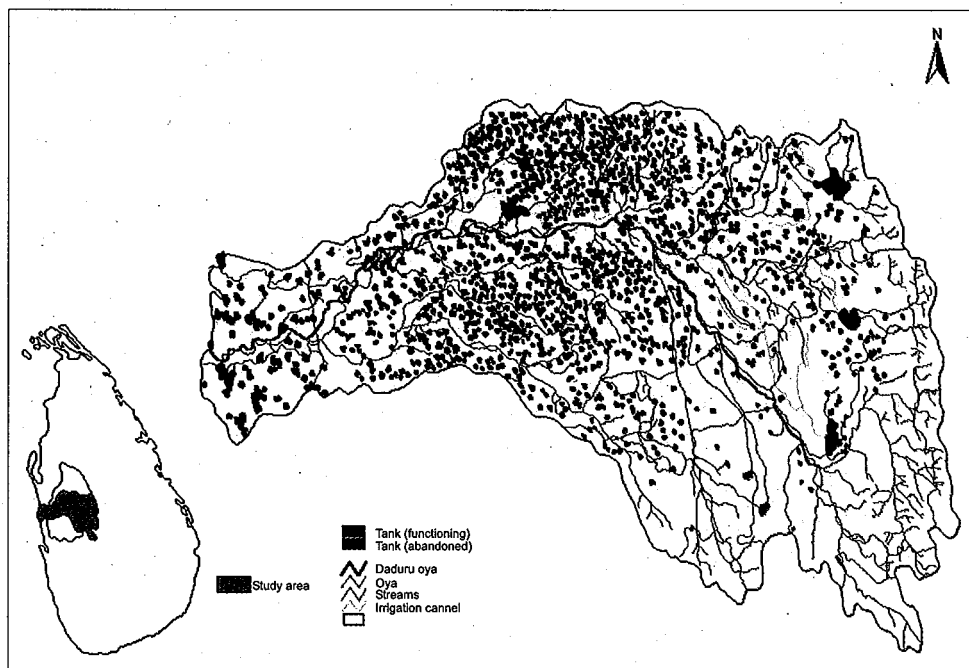 N
Tank (functioning)
Tank (abandoned)
Daduru oya
Oya
Streams
Irrigation cannel
Study area